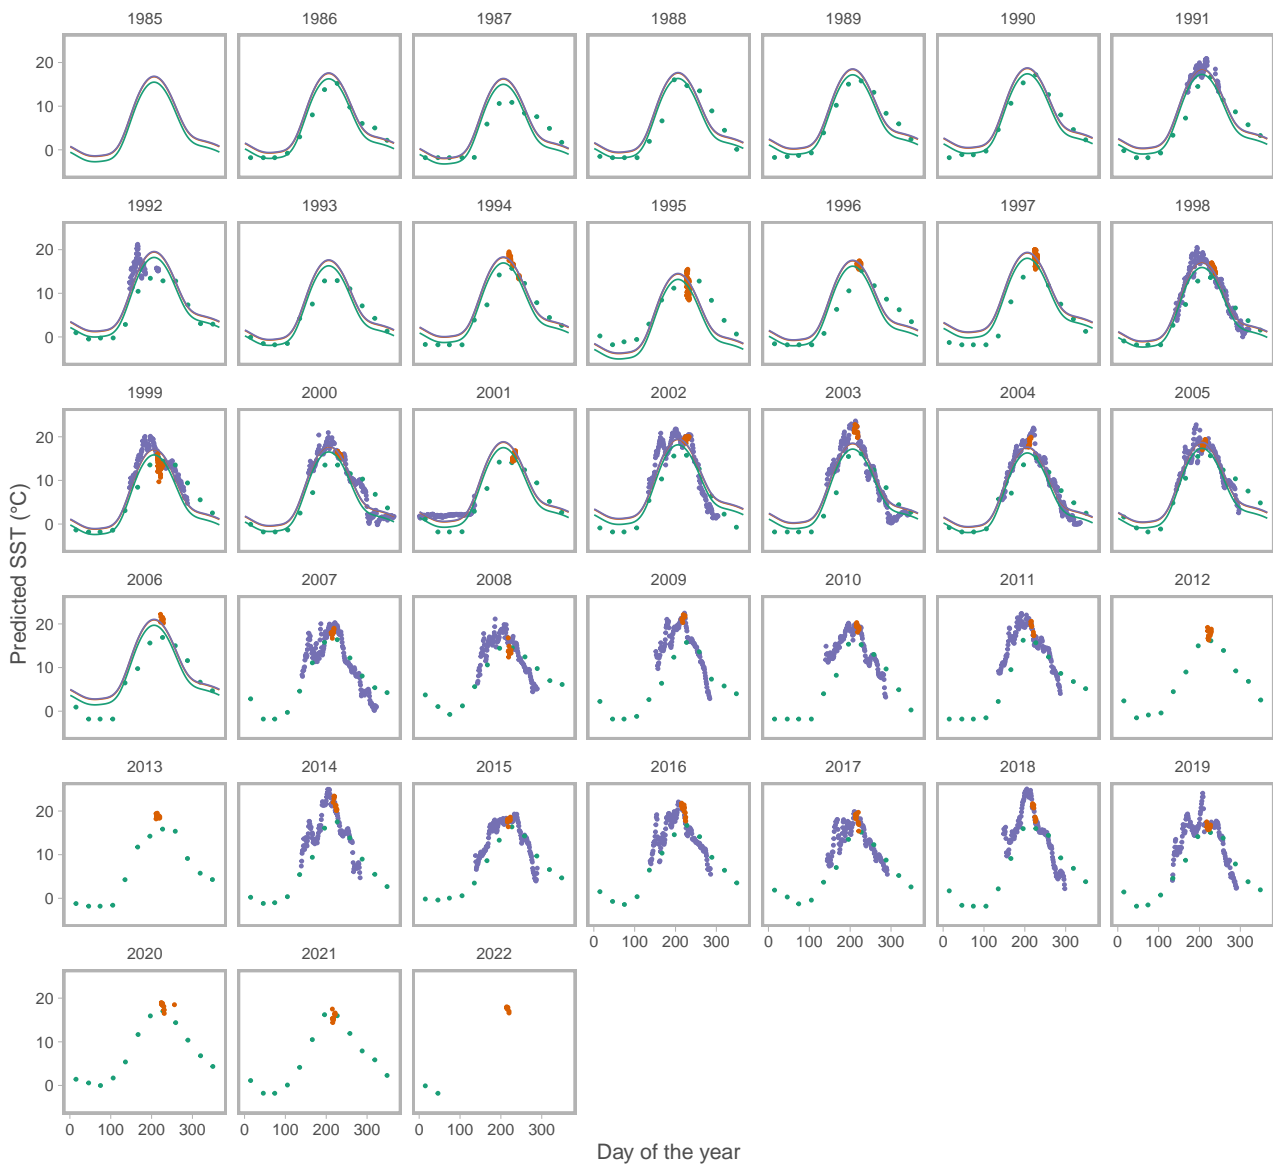 1985 1986 1987 1988 1989 1990 1991
20
10
0
1992 1993 1994 1995 1996 1997 1998
20
10
0
1999 2000 2001 2002 2003 2004 2005
20
10
0
Predicted SST (°C)
2006 2007 2008 2009 2010 2011 2012
20
10
0
2013 2014 2015 2016 2017 2018 2019
20
10
0
0 100 200 300 0 100 200 300 0 100 200 300 0 100 200 300
2020 2021 2022
20
10
0
0 100 200 300 0 100 200 300 0 100 200 300
Day of the year